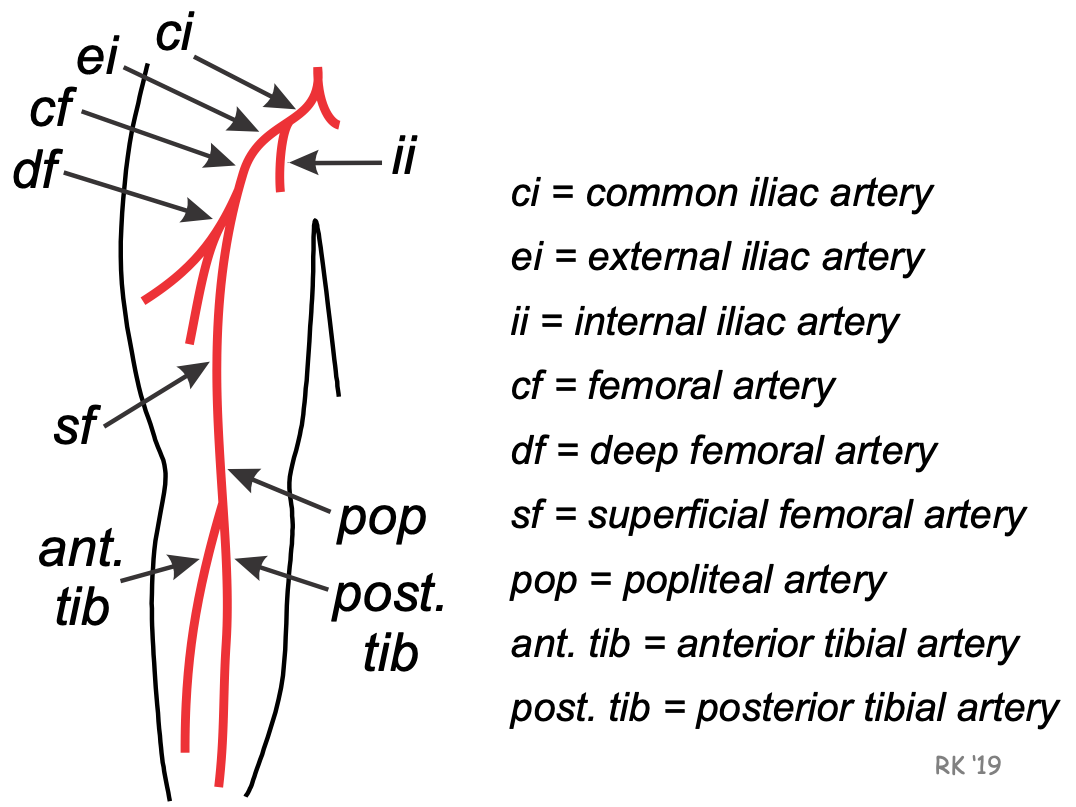 ci
ei
cf
df
ii
sf
pop
ant.
tib
post.
tib
ci = common iliac artery
ei = external iliac artery
ii = internal iliac artery
cf = femoral artery
df = deep femoral artery
sf = superficial femoral artery
pop = popliteal artery
ant. tib = anterior tibial artery
post. tib = posterior tibial artery
RK '19